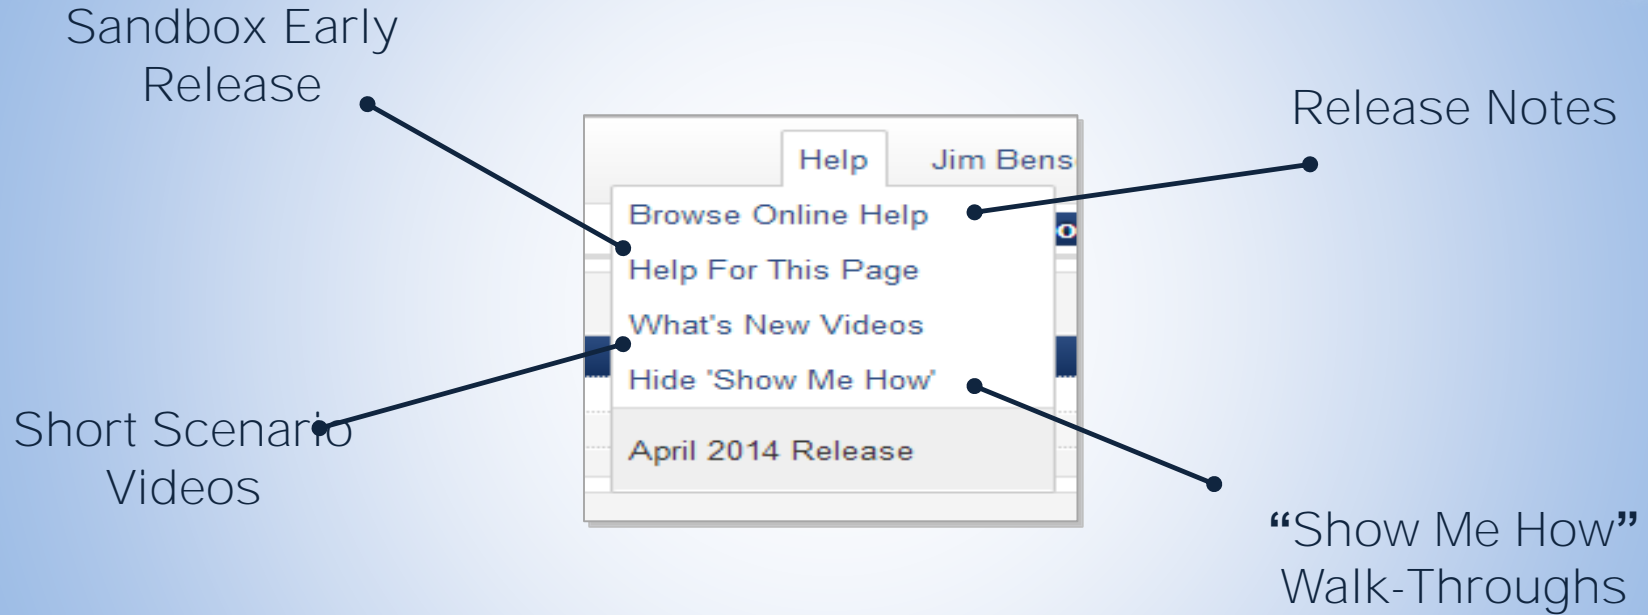 Sandbox Early
Release
Release Notes
Help
Jim Bens
Browse Online Help
Help For This Page
What's New Videos
Hide 'Show Me How'
April 2014 Release
Short Scenario
Videos
“Show Me How”
Walk-Throughs